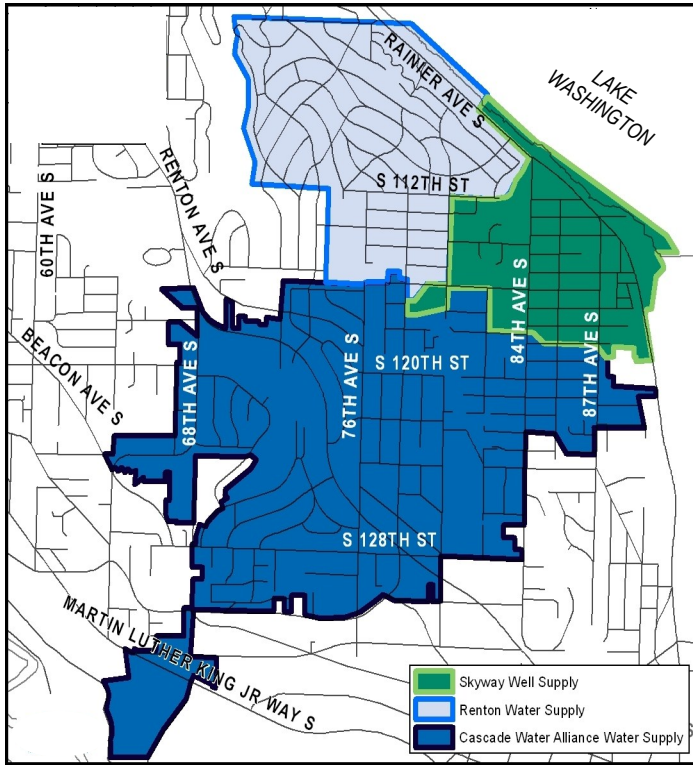 LAKE
WASHINGTON
RAINIER AVE S
RENTON AVE S
S 112TH ST
60TH AVE S
BEACON AVE S
68TH AVE S
76TH AVE S
S 120TH ST
84TH AVE S
87TH AVE S
S 128TH ST
MARTIN LUTHER KING JR WAY S
Skyway Well Supply
Renton Water Supply
Cascade Water Alliance Water Supply